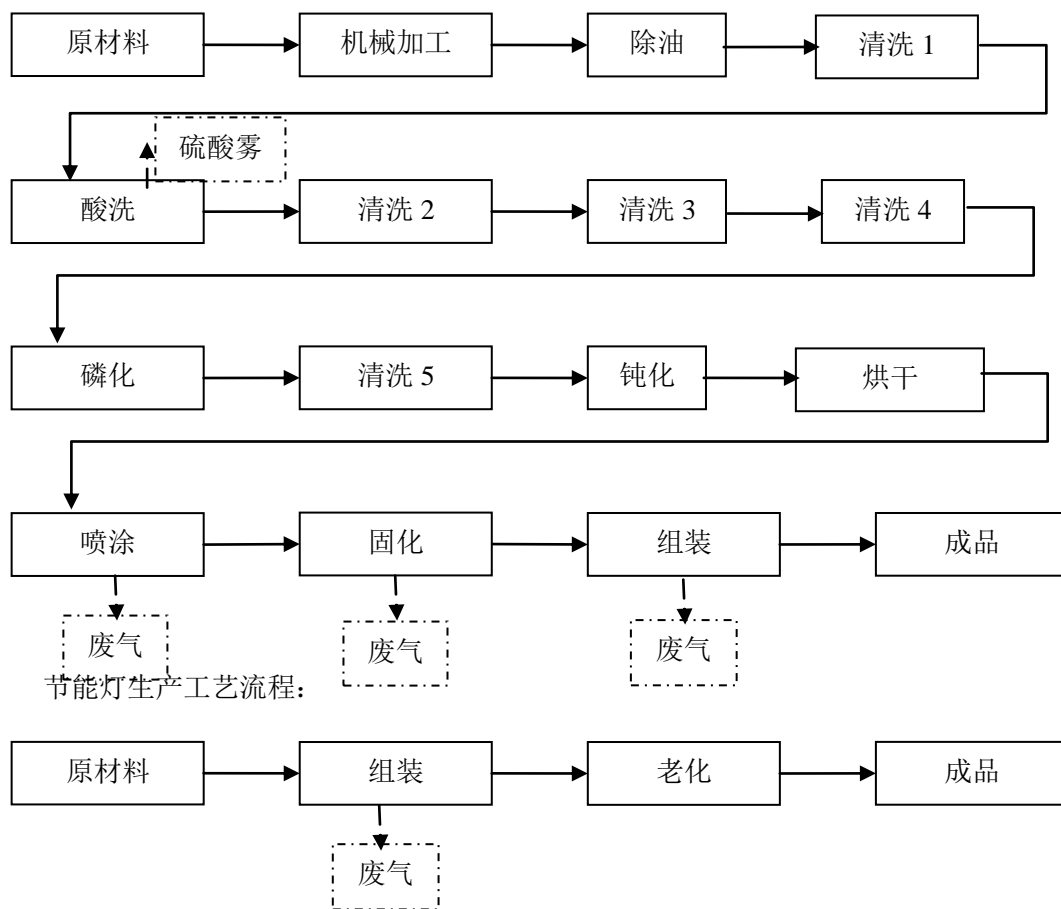 原材料 机械加工 除油 清洗 1
硫酸雾
酸洗 清洗 2 清洗 3 清洗 4
磷化 清洗 5 钝化 烘干
喷涂 固化 组装 成品
废气 废气 废气
节能灯生产工艺流程：
原材料 组装 老化 成品
废气